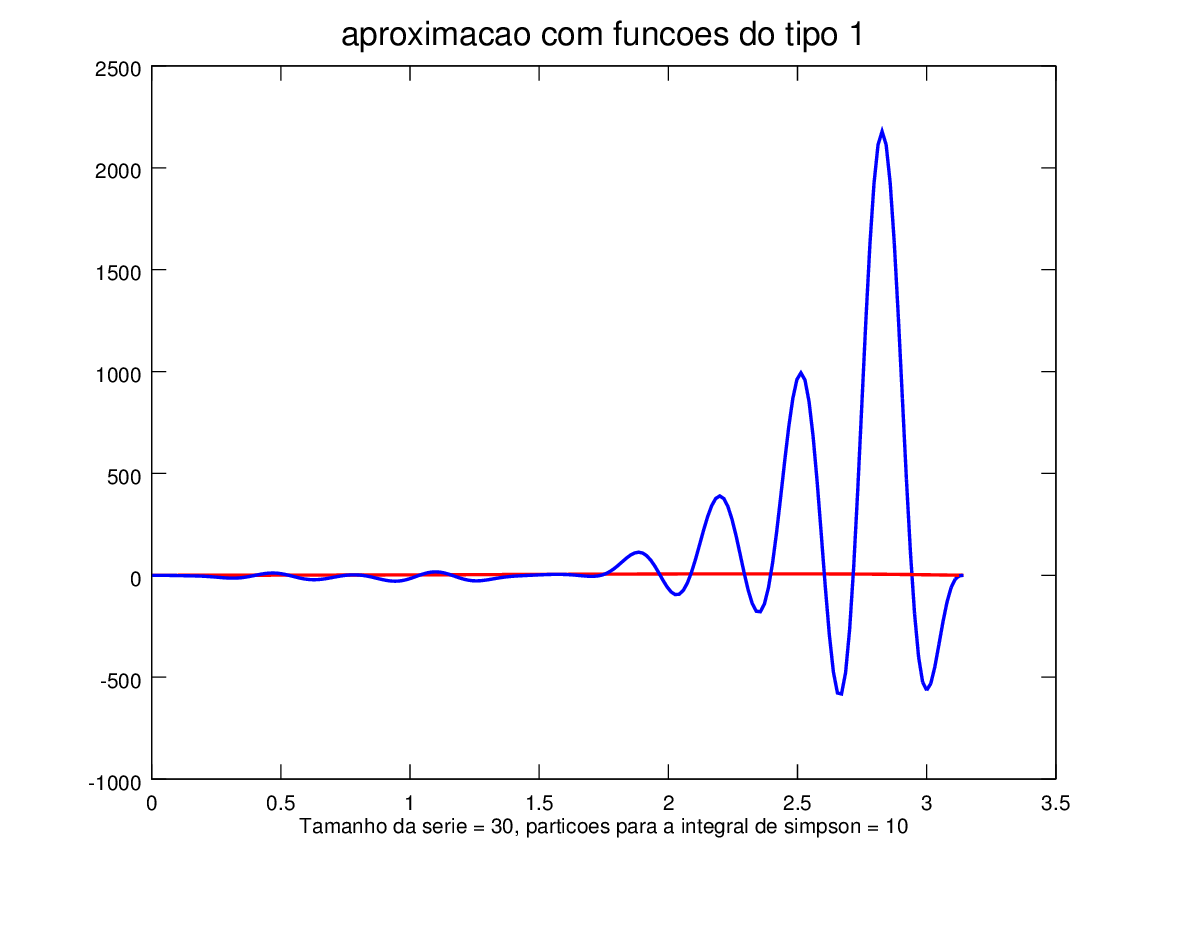 aproximacao com funcoes do tipo 1
2500
2000
1500
1000
500
0
-500
-1000
0 0.5 1 1.5 2 2.5 3 3.5
Tamanho da serie = 30, particoes para a integral de simpson = 10